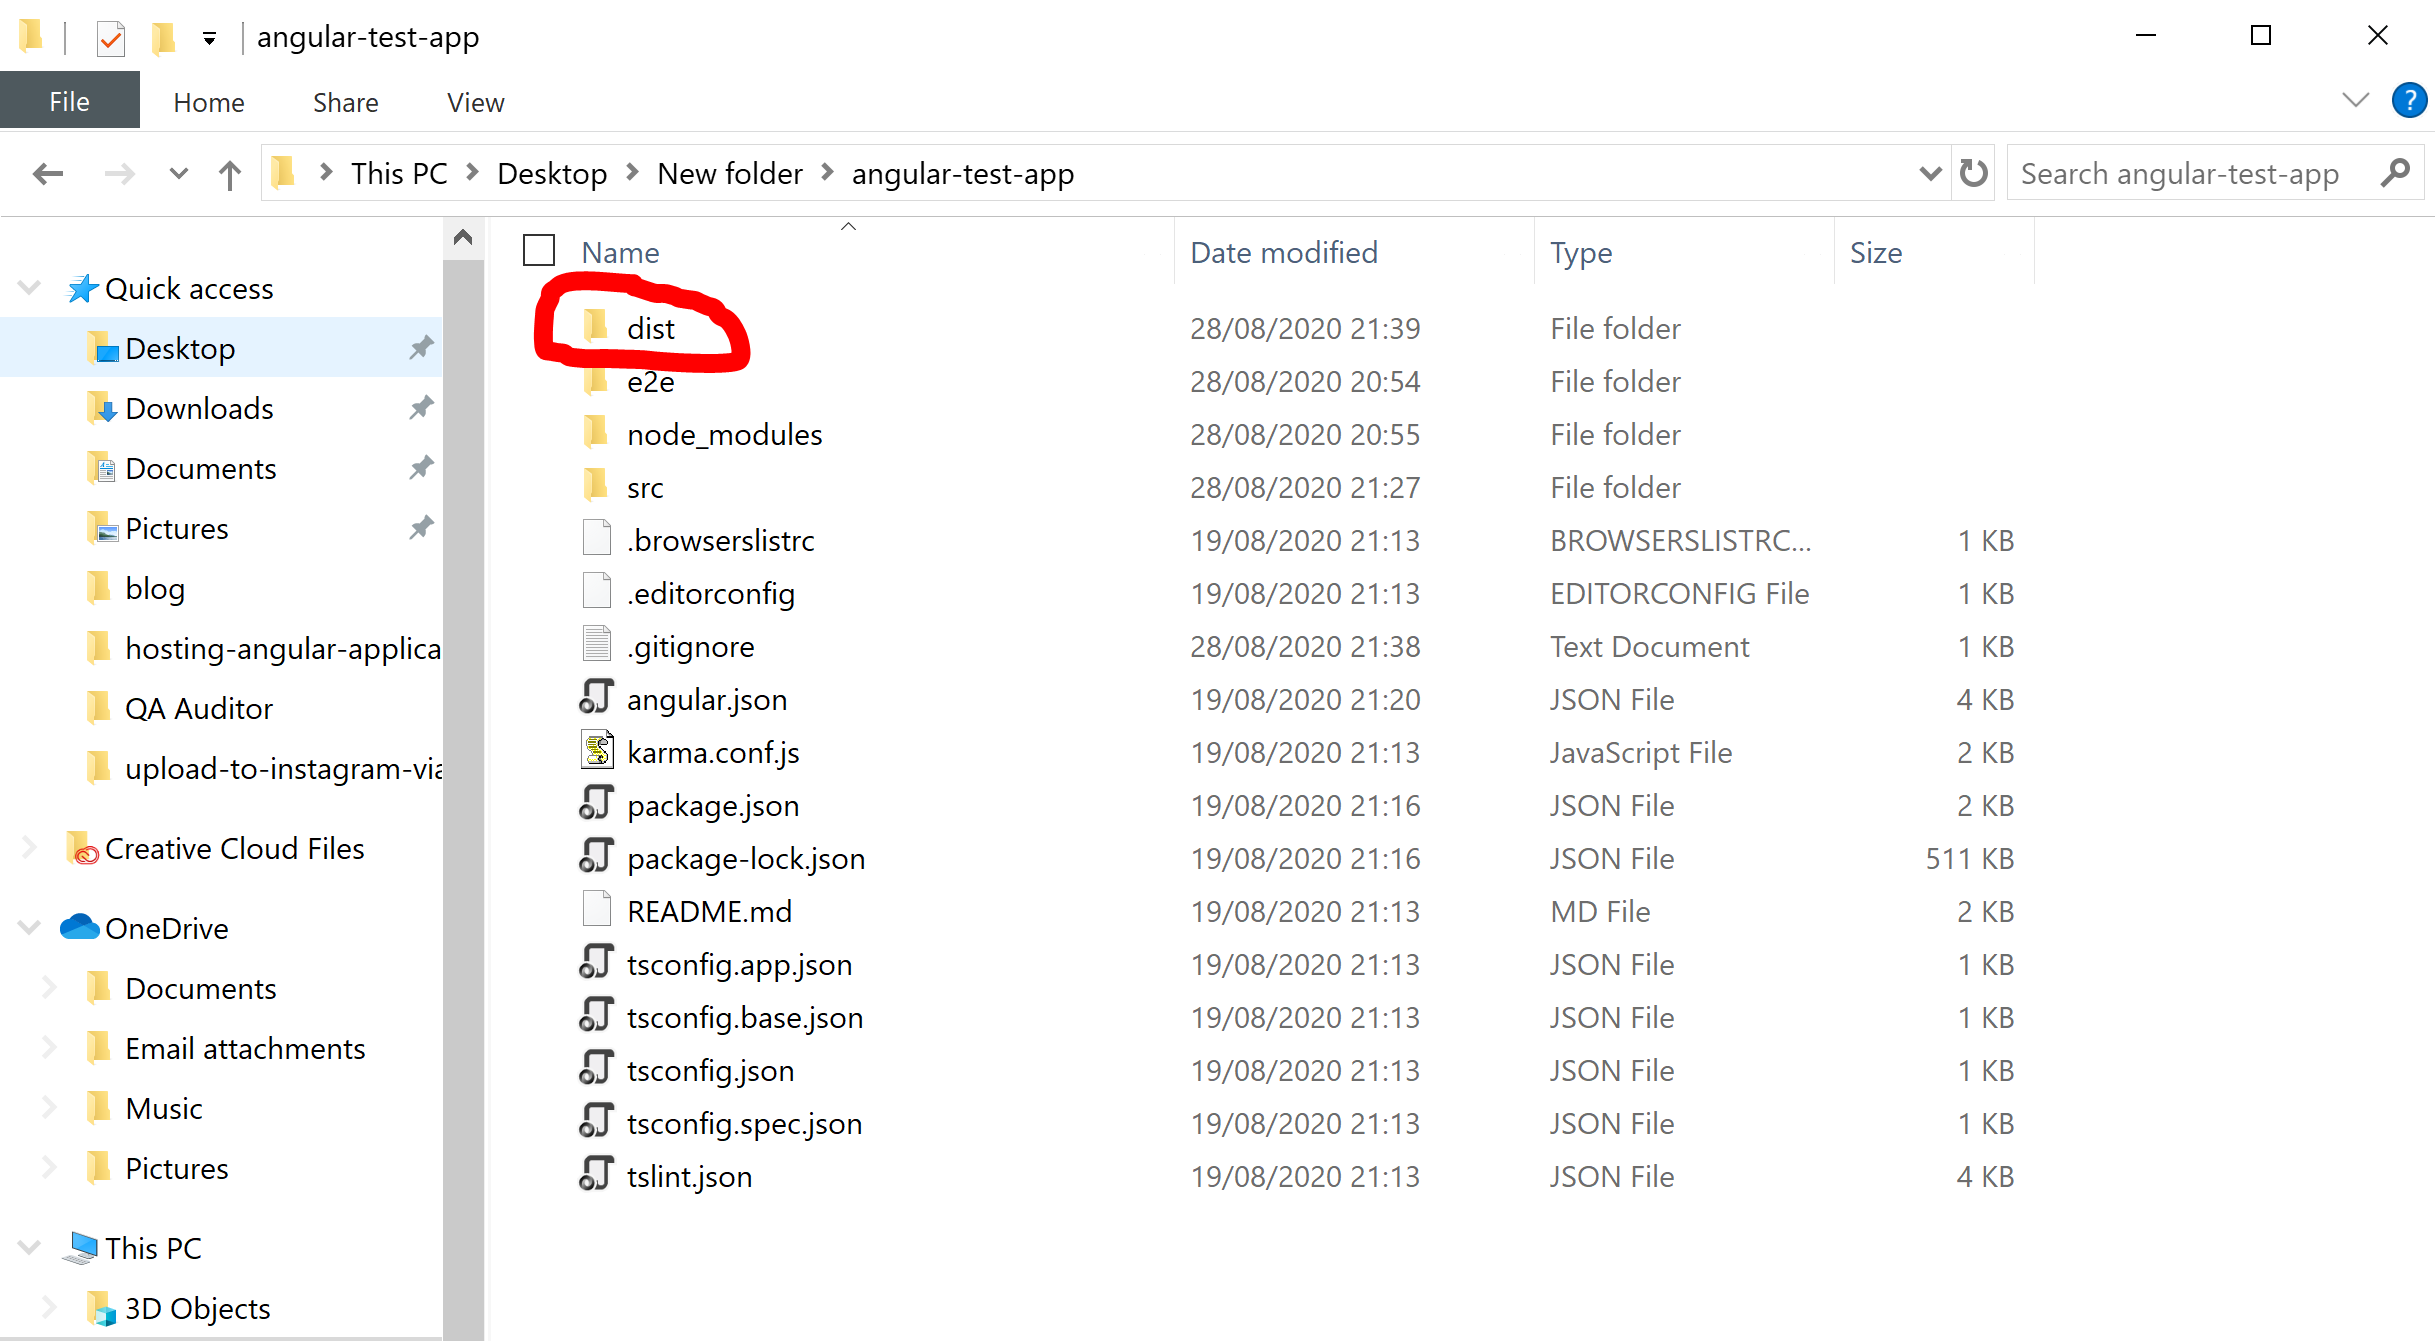 angular-test-app
File Home Share View ?
This PC Desktop New folder angular-test-app Search angular-test-app
Quick access
Desktop
Downloads
Documents
Pictures
blog
hosting-angular-applica
QA Auditor
upload-to-instagram-via
Creative Cloud Files
OneDrive
Documents
Email attachments
Music
Pictures
This PC
3D Objects
Name Date modified Type Size
dist 28/08/2020 21:39 File folder
e2e 28/08/2020 20:54 File folder
node_modules 28/08/2020 20:55 File folder
src 28/08/2020 21:27 File folder
.browserslistrc 19/08/2020 21:13 BROWSERSLISTRC... 1 KB
.editorconfig 19/08/2020 21:13 EDITORCONFIG File 1 KB
.gitignore 28/08/2020 21:38 Text Document 1 KB
angular.json 19/08/2020 21:20 JSON File 4 KB
karma.conf.js 19/08/2020 21:13 JavaScript File 2 KB
package.json 19/08/2020 21:16 JSON File 2 KB
package-lock.json 19/08/2020 21:16 JSON File 511 KB
README.md 19/08/2020 21:13 MD File 2 KB
tsconfig.app.json 19/08/2020 21:13 JSON File 1 KB
tsconfig.base.json 19/08/2020 21:13 JSON File 1 KB
tsconfig.json 19/08/2020 21:13 JSON File 1 KB
tsconfig.spec.json 19/08/2020 21:13 JSON File 1 KB
tslint.json 19/08/2020 21:13 JSON File 4 KB